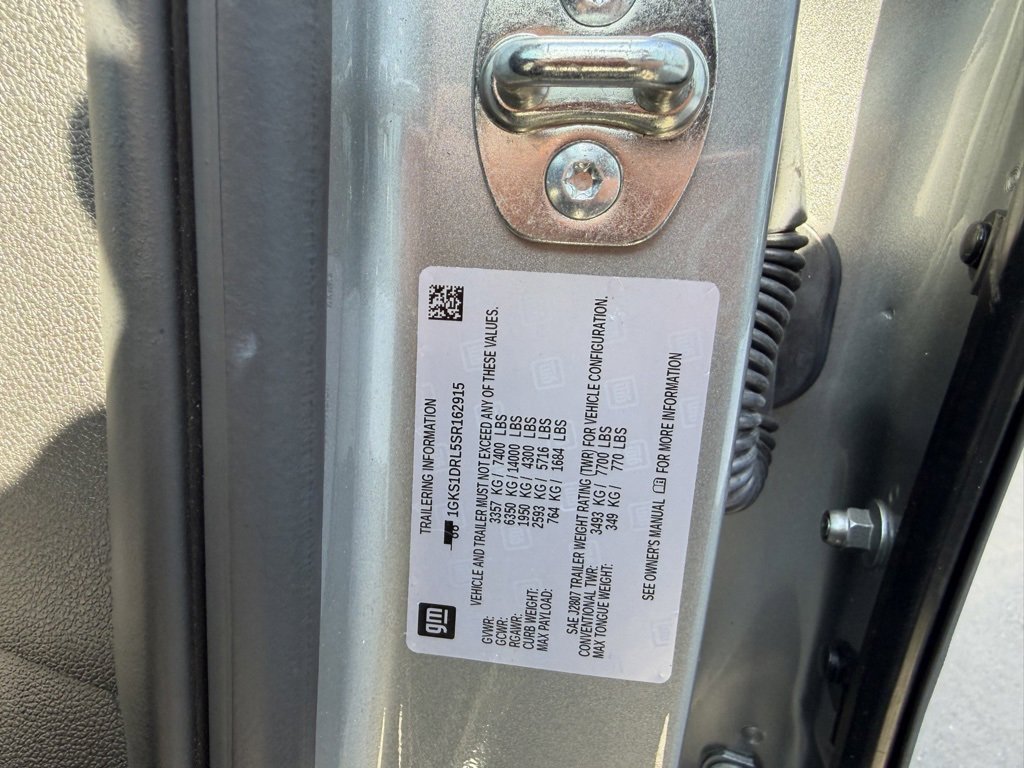 gm
TRAILERING INFORMATION
1GKS1DRL5SR162915
VEHICLE AND TRAILER MUST NOT EXCEED ANY OF THESE VALUES.
GVWR: 3357 KG/ 7400 LBS
GCWR: 6350 KG/14000 LBS
RGAWR: 1950 KG/ 4300 LBS
CURB WEIGHT: 2593 KG/ 5716 LBS
MAX PAYLOAD: 764 KG/ 1684 LBS
SAE J2807 TRAILER WEIGHT RATING (TWR) FOR VEHICLE CONFIGURATION.
CONVENTIONAL TWR: 3493 KG/ 7700 LBS
MAX TONGUE WEIGHT: 349 KG/ 770 LBS
SEE OWNER'S MANUAL FOR MORE INFORMATION